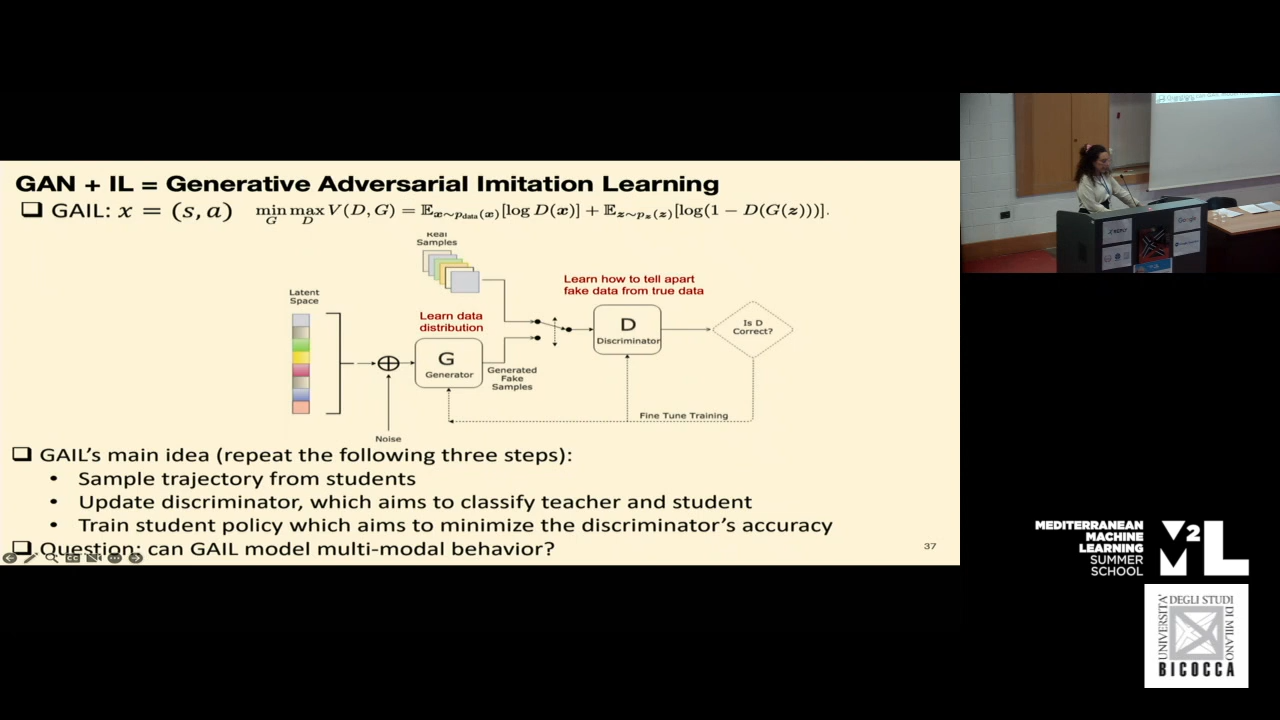 GAN + IL = Generative Adversarial Imitation Learning
❑ GAIL: x = (s, a) min_G max_D V(D, G) = 𝔼_{x∼p_data(x)}[log D(x)] + 𝔼_{z∼p_z(z)}[log(1 − D(G(z)))].
Real
Samples
Learn how to tell apart
fake data from true data
Latent
Space
Learn data
distribution
D
Discriminator
Is D
Correct?
G
Generator
Generated
Fake
Samples
Fine Tune Training
Noise
❑ GAIL's main idea (repeat the following three steps):
• Sample trajectory from students
• Update discriminator, which aims to classify teacher and student
• Train student policy which aims to minimize the discriminator's accuracy
❑ Question: can GAIL model multi-modal behavior?
37
Google
MEDITERRANEAN
MACHINE
LEARNING
SUMMER
SCHOOL
M2L
UNIVERSITÀ
DEGLI STUDI
DI MILANO
BICOCCA